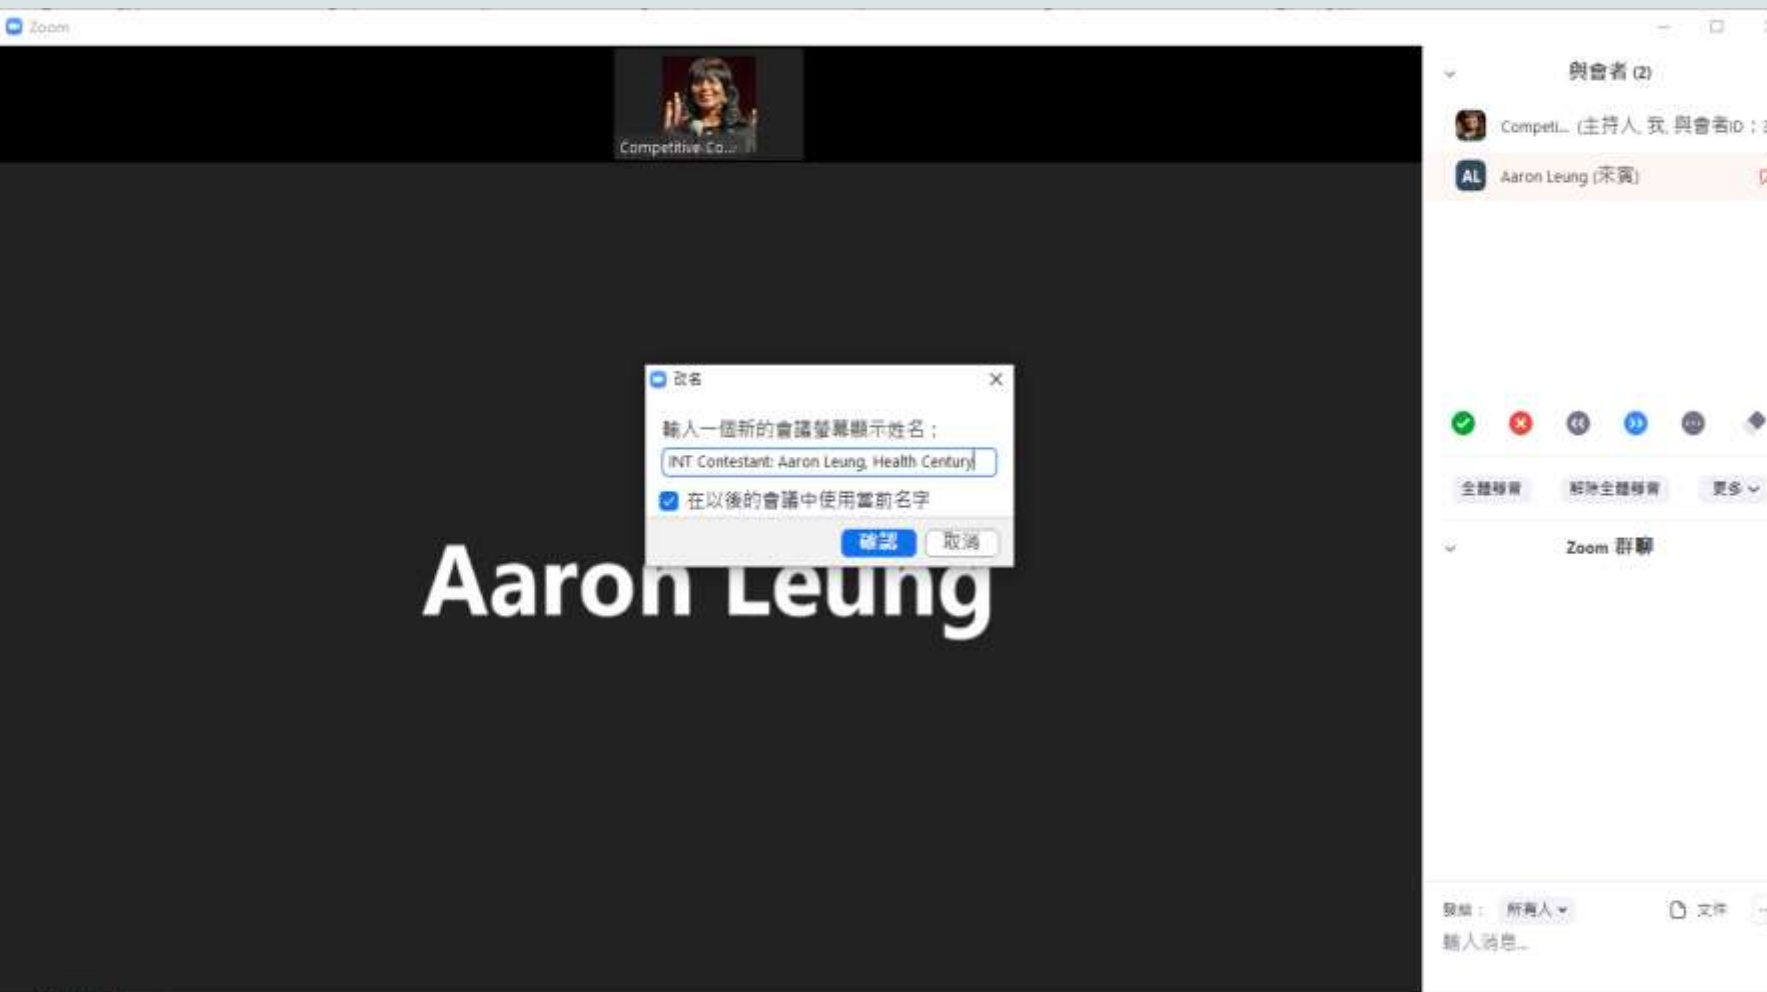 Zoom
Competitive Co...
與會者 (2)
Competi... (主持人, 我, 與會者ID：
AL Aaron Leung (來賓)
改名
輸入一個新的會議螢幕顯示姓名：
INT Contestant: Aaron Leung, Health Century
在以後的會議中使用當前名字
確認 取消
Aaron Leung
全體靜音 解除全體靜音 更多
Zoom 群聊
發給： 所有人 文件
輸入消息...